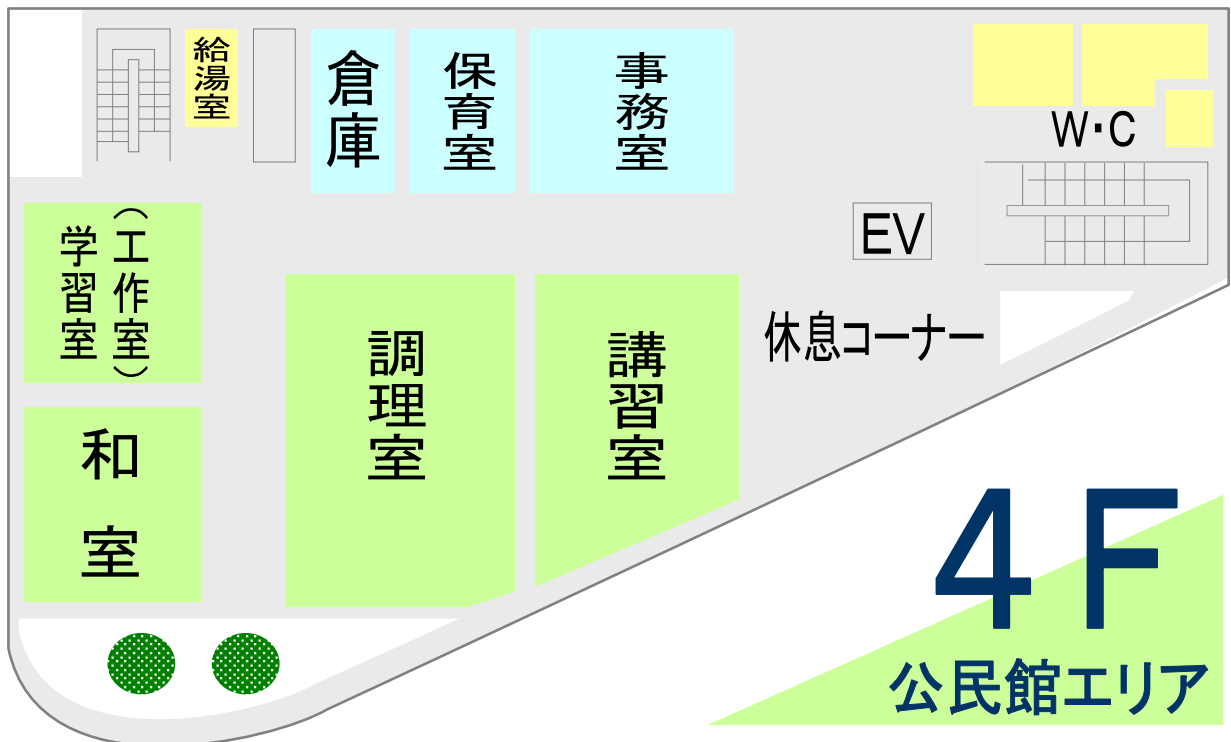 給湯室
倉庫
保育室
事務室
W・C
EV
学習室
（工作室）
調理室
講習室
休息コーナー
和室
4F
公民館エリア